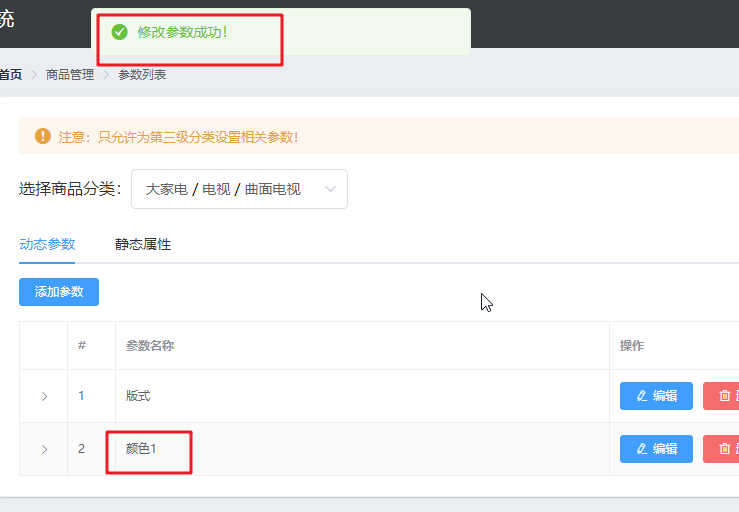 统
修改参数成功!
首页 > 商品管理 > 参数列表
注意：只允许为第三级分类设置相关参数!
选择商品分类： 大家电 / 电视 / 曲面电视
动态参数 静态属性
添加参数
# 参数名称 操作
1 版式 编辑
2 颜色1 编辑